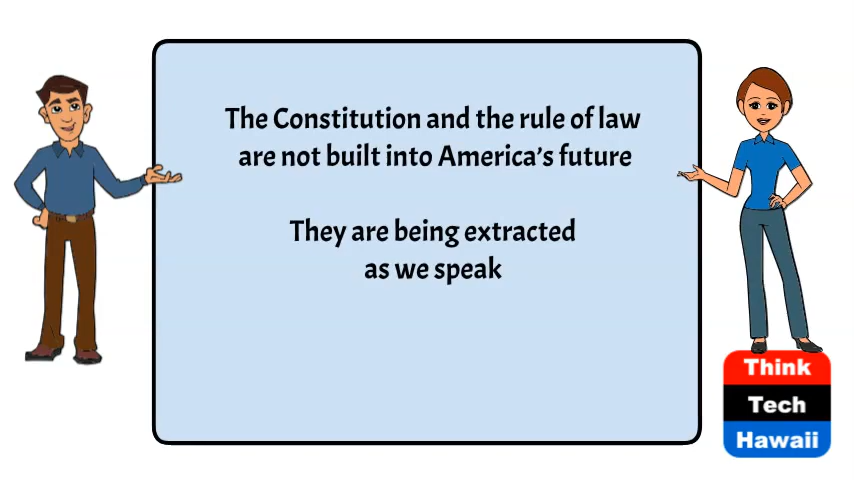 The Constitution and the rule of law
are not built into America's future
They are being extracted
as we speak
Think
Tech
Hawaii